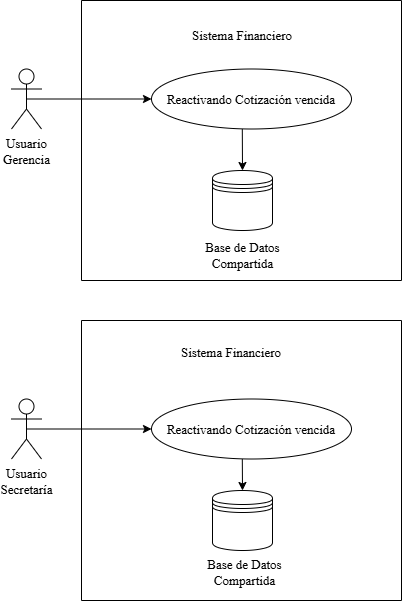 Sistema Financiero
Reactivando Cotización vencida
Usuario
Gerencia
Base de Datos
Compartida
Sistema Financiero
Reactivando Cotización vencida
Usuario
Secretaría
Base de Datos
Compartida